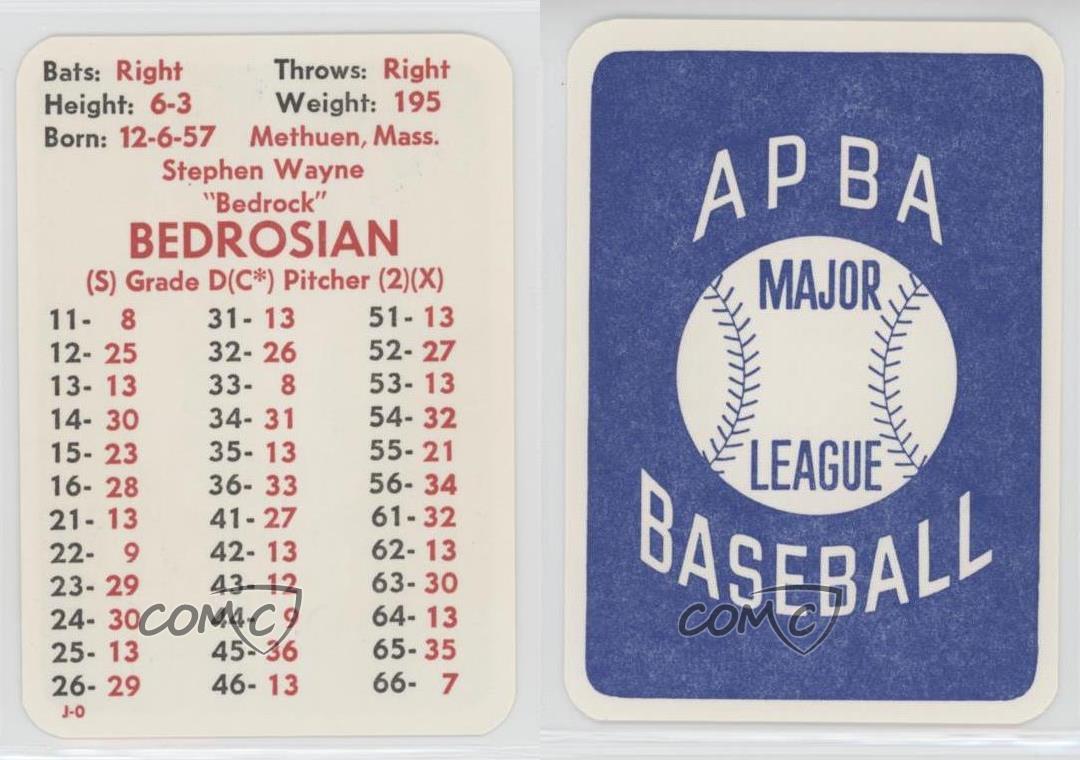 Bats: Right Throws: Right
Height: 6-3 Weight: 195
Born: 12-6-57 Methuen, Mass.
Stephen Wayne
"Bedrock"
BEDROSIAN
(S) Grade D(C*) Pitcher (2)(X)
11- 8 31- 13 51- 13
12- 25 32- 26 52- 27
13- 13 33- 8 53- 13
14- 30 34- 31 54- 32
15- 23 35- 13 55- 21
16- 28 36- 33 56- 34
21- 13 41- 27 61- 32
22- 9 42- 13 62- 13
23- 29 43- 12 63- 30
24- 30 44- 9 64- 13
25- 13 45- 36 65- 35
26- 29 46- 13 66- 7
J-0
COMC
APBA
MAJOR
LEAGUE
BASEBALL
COMC